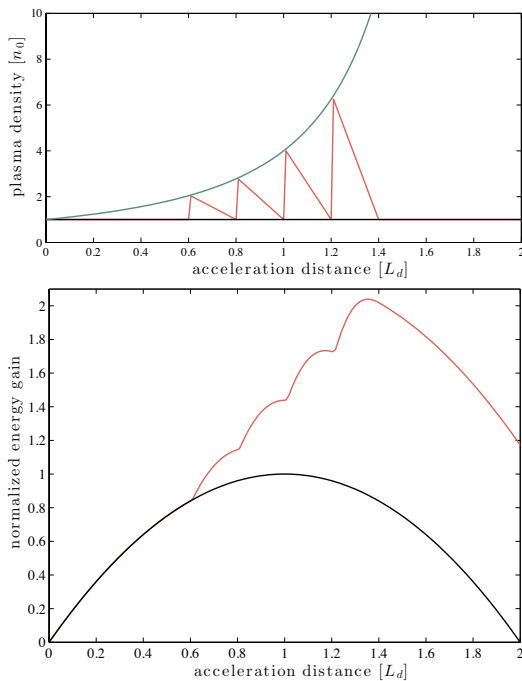 10
8
6
4
2
0
plasma density [n₀]
0 0.2 0.4 0.6 0.8 1 1.2 1.4 1.6 1.8 2
acceleration distance [L_d]
2
1.8
1.6
1.4
1.2
1
0.8
0.6
0.4
0.2
0
normalized energy gain
0 0.2 0.4 0.6 0.8 1 1.2 1.4 1.6 1.8 2
acceleration distance [L_d]